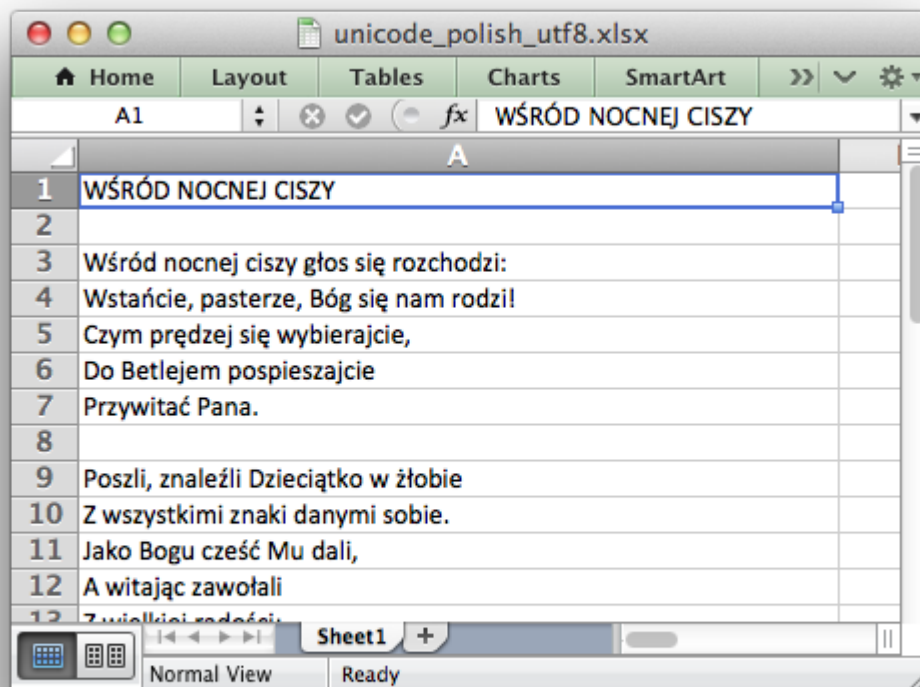 unicode_polish_utf8.xlsx
Home Layout Tables Charts SmartArt
A1 fx WŚRÓD NOCNEJ CISZY
A
1 WŚRÓD NOCNEJ CISZY
2
3 Wśród nocnej ciszy głos się rozchodzi:
4 Wstańcie, pasterze, Bóg się nam rodzi!
5 Czym prędzej się wybierajcie,
6 Do Betlejem pospieszajcie
7 Przywitać Pana.
8
9 Poszli, znaleźli Dzieciątko w żłobie
10 Z wszystkimi znaki danymi sobie.
11 Jako Bogu cześć Mu dali,
12 A witając zawołali
13 Z wielkiej radości:
Sheet1
Normal View Ready